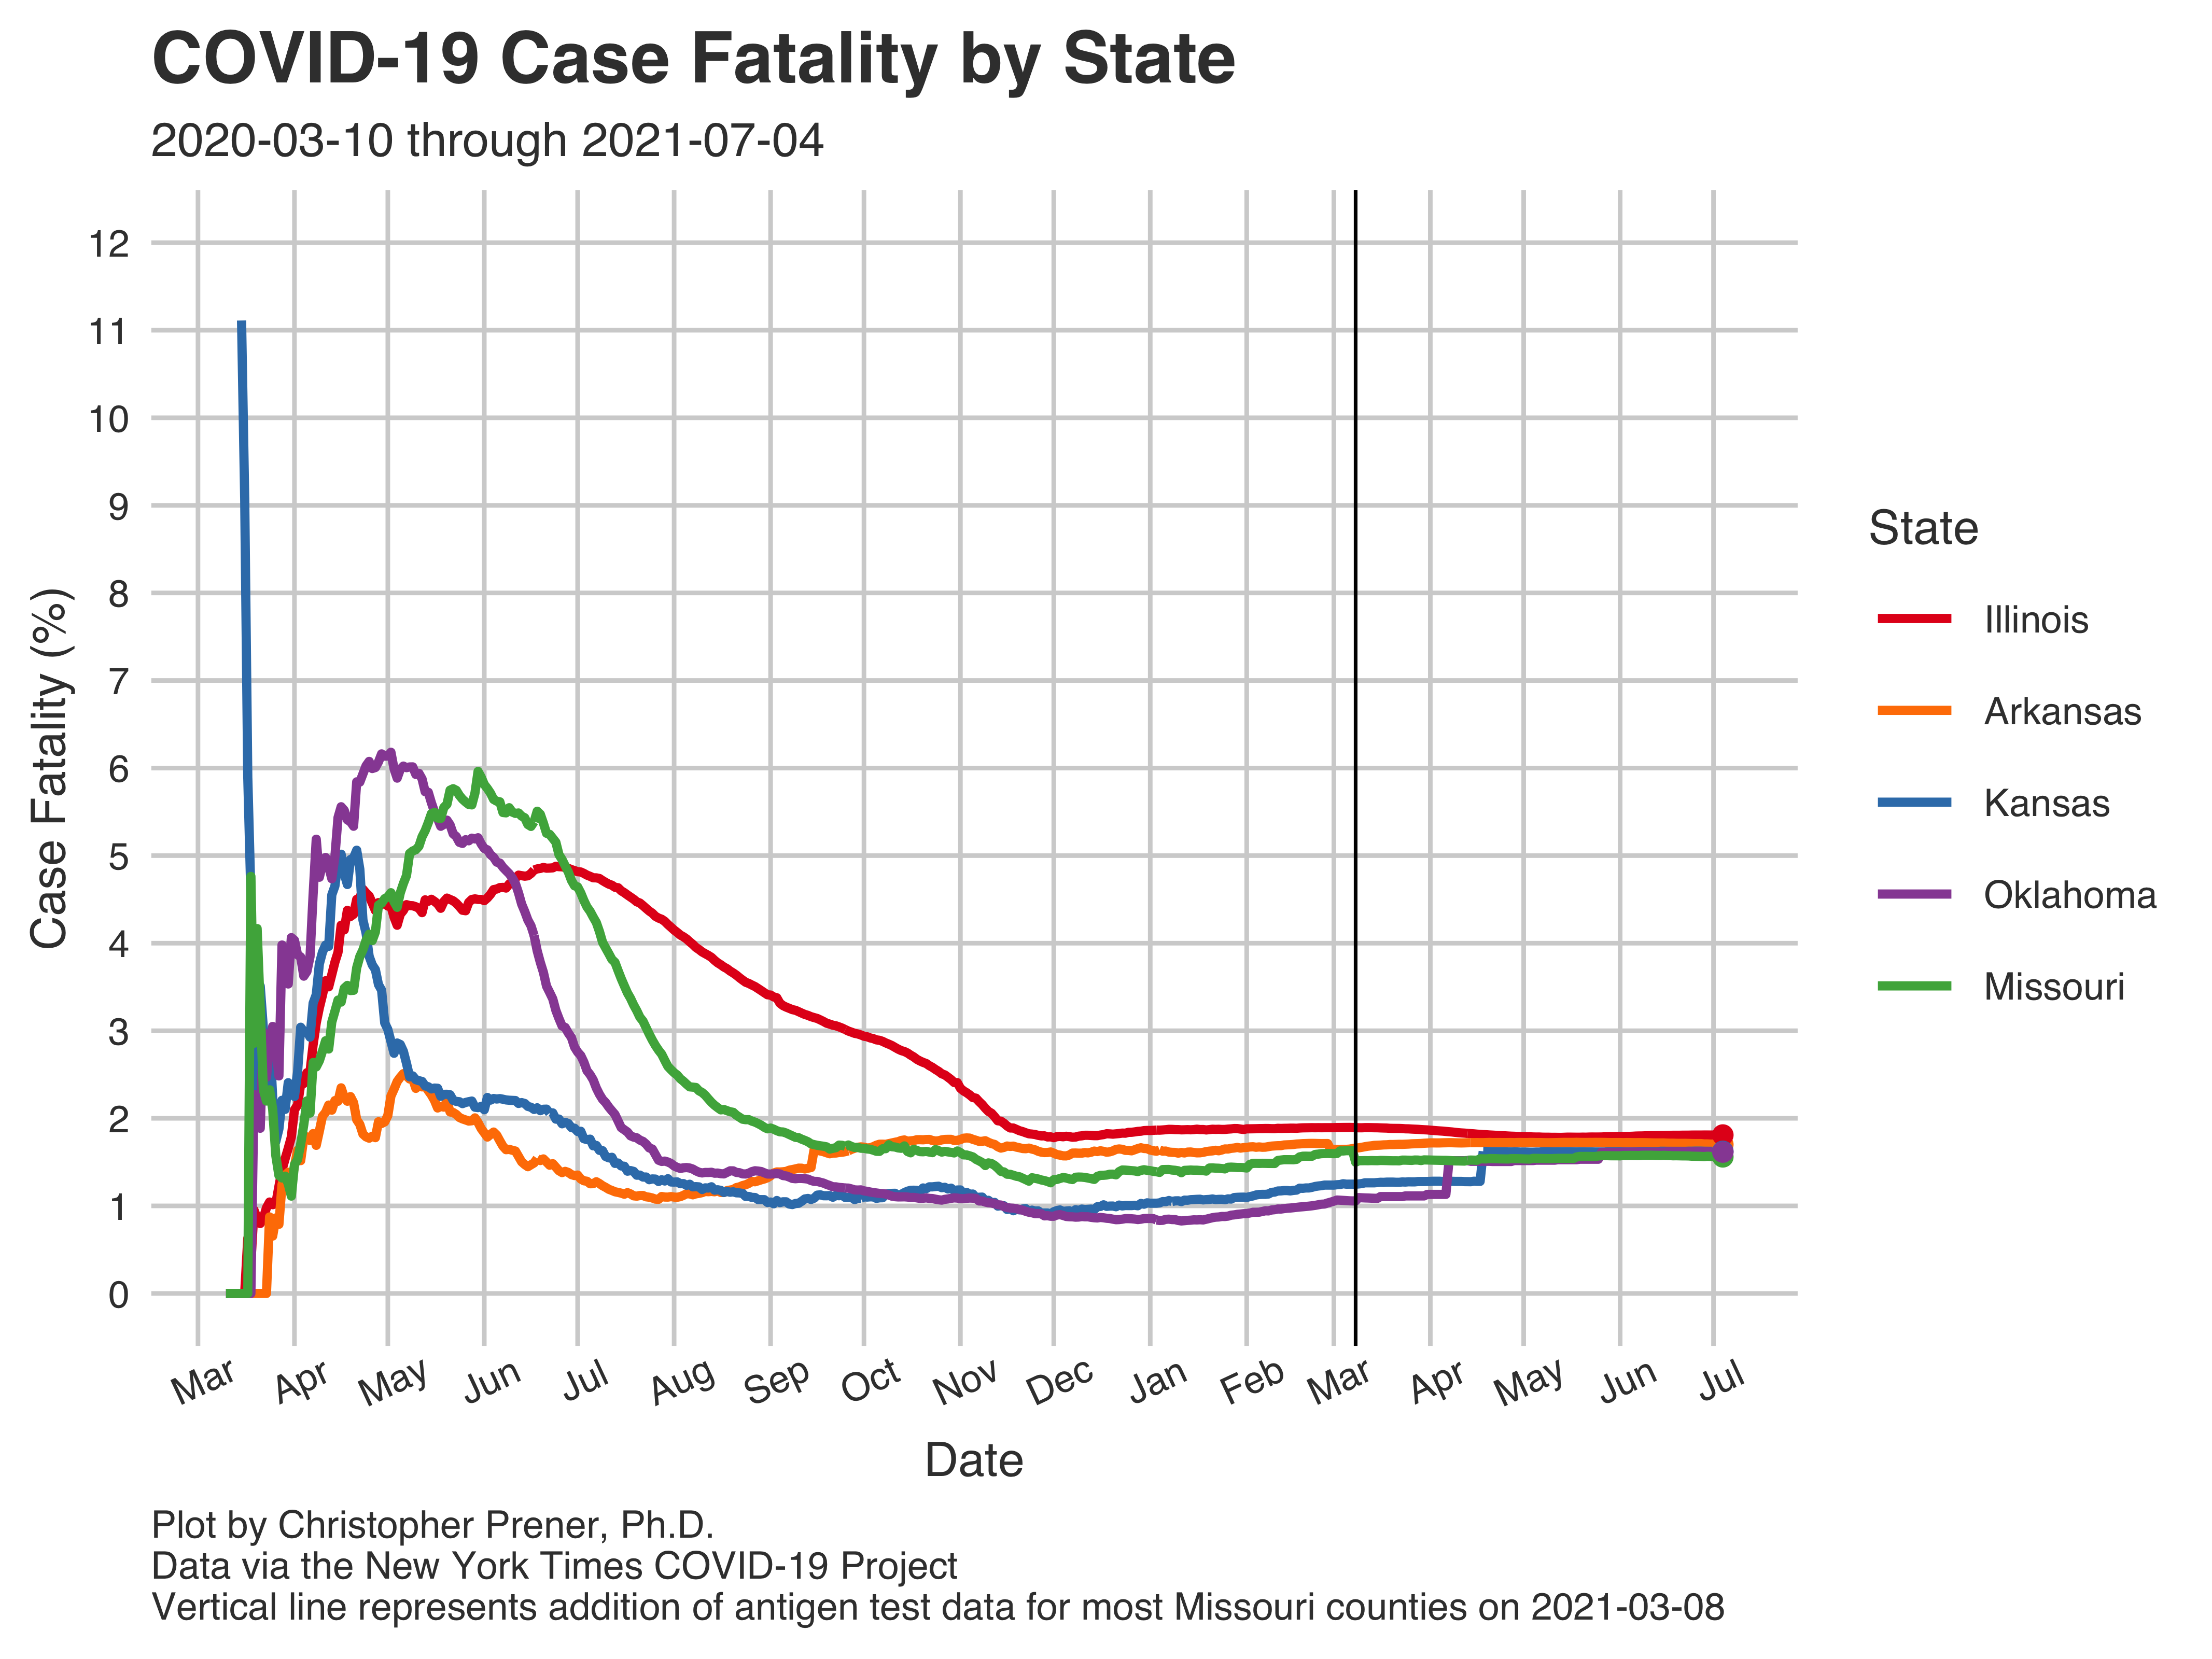 COVID-19 Case Fatality by State
2020-03-10 through 2021-07-04
12
11
10
9
8
7
6
5
4
3
2
1
0
Case Fatality (%)
Mar Apr May Jun Jul Aug Sep Oct Nov Dec Jan Feb Mar Apr May Jun Jul
Date
State
Illinois
Arkansas
Kansas
Oklahoma
Missouri
Plot by Christopher Prener, Ph.D.
Data via the New York Times COVID-19 Project
Vertical line represents addition of antigen test data for most Missouri counties on 2021-03-08